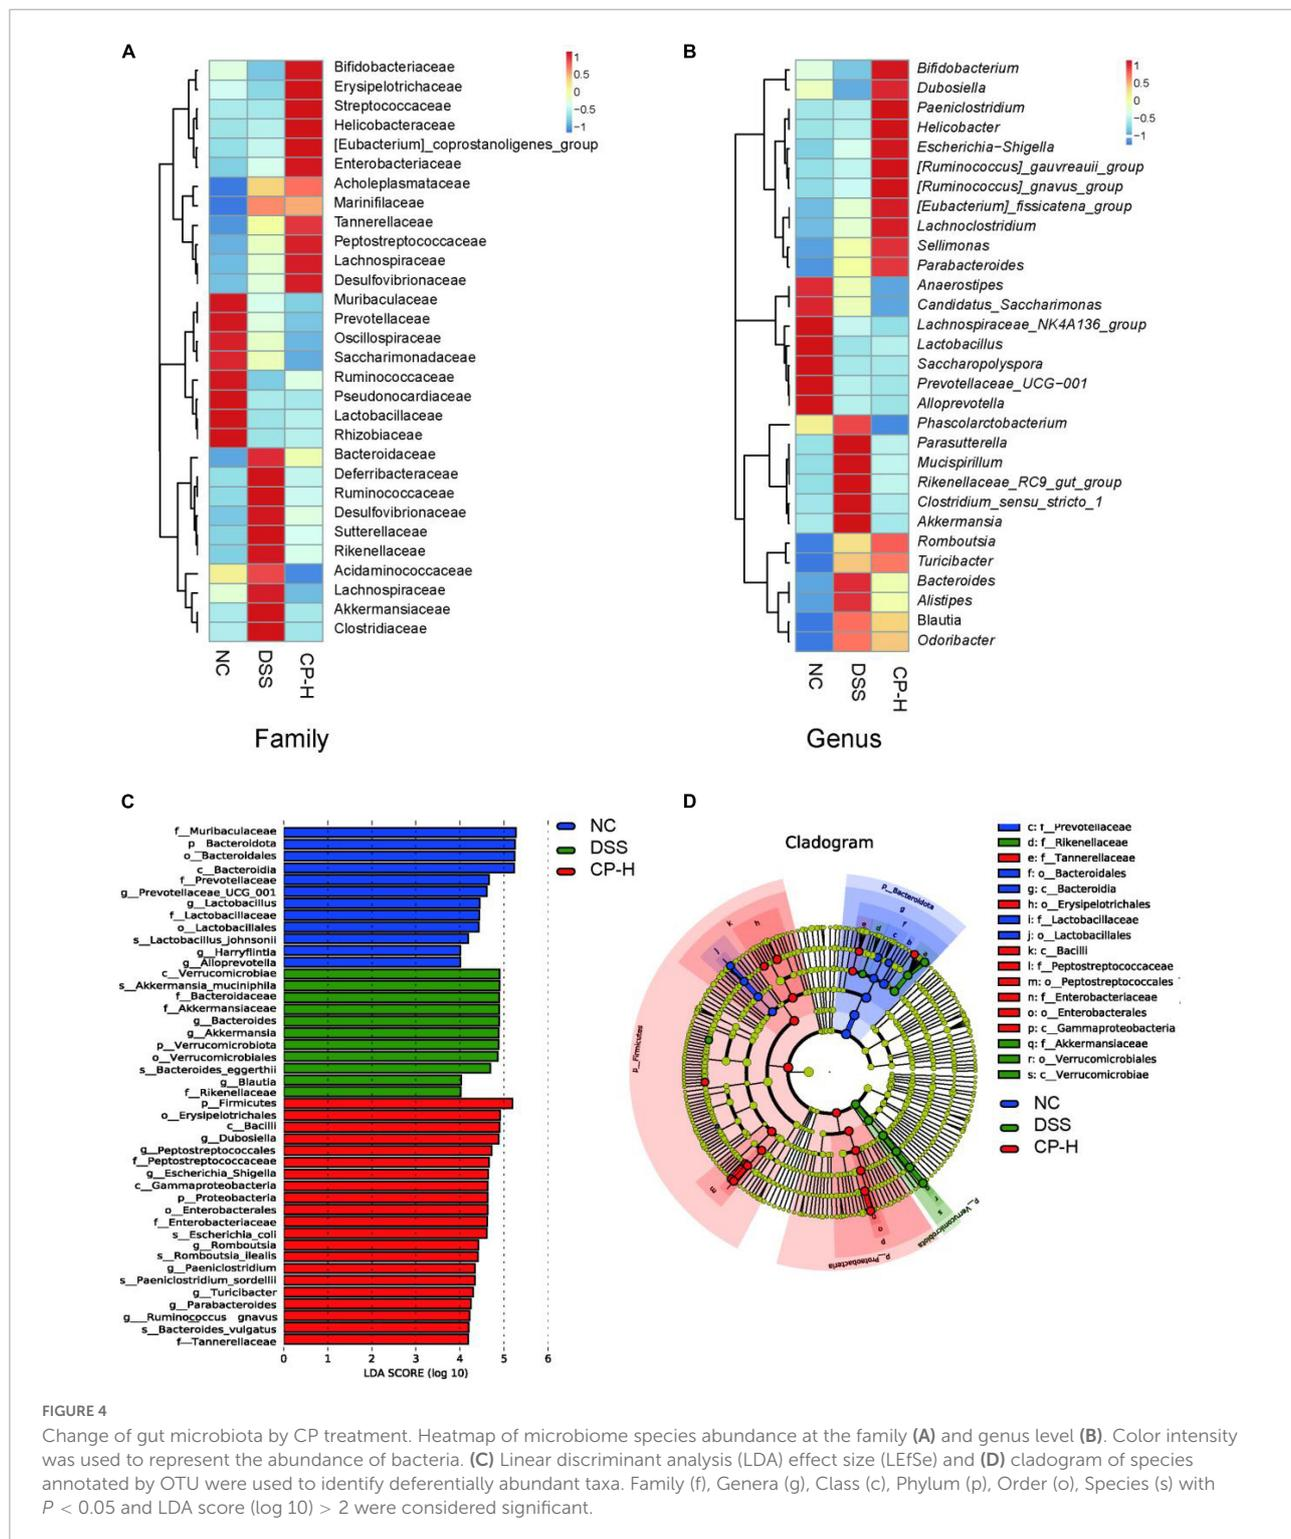 A
Bifidobacteriaceae
Erysipelotrichaceae
Streptococcaceae
Helicobacteraceae
[Eubacterium]_coprostanoligenes_group
Enterobacteriaceae
Acholeplasmataceae
Marinifilaceae
Tannerellaceae
Peptostreptococcaceae
Lachnospiraceae
Desulfovibrionaceae
Muribaculaceae
Prevotellaceae
Oscillospiraceae
Saccharimonadaceae
Ruminococcaceae
Pseudonocardiaceae
Lactobacillaceae
Rhizobiaceae
Bacteroidaceae
Deferribacteraceae
Ruminococcaceae
Desulfovibrionaceae
Sutterellaceae
Rikenellaceae
Acidaminococcaceae
Lachnospiraceae
Akkermansiaceae
Clostridiaceae
1
0.5
0
−0.5
−1
NC
DSS
CP-H
Family
B
Bifidobacterium
Dubosiella
Paeniclostridium
Helicobacter
Escherichia−Shigella
[Ruminococcus]_gauvreauii_group
[Ruminococcus]_gnavus_group
[Eubacterium]_fissicatena_group
Lachnoclostridium
Sellimonas
Parabacteroides
Anaerostipes
Candidatus_Saccharimonas
Lachnospiraceae_NK4A136_group
Lactobacillus
Saccharopolyspora
Prevotellaceae_UCG−001
Alloprevotella
Phascolarctobacterium
Parasutterella
Mucispirillum
Rikenellaceae_RC9_gut_group
Clostridium_sensu_stricto_1
Akkermansia
Romboutsia
Turicibacter
Bacteroides
Alistipes
Blautia
Odoribacter
1
0.5
0
−0.5
−1
NC
DSS
CP-H
Genus
C
f__Muribaculaceae
p__Bacteroidota
o__Bacteroidales
c__Bacteroidia
f__Prevotellaceae
g__Prevotellaceae_UCG_001
g__Lactobacillus
f__Lactobacillaceae
o__Lactobacillales
s__Lactobacillus_johnsonii
g__Harryflintia
g__Alloprevotella
c__Verrucomicrobiae
s__Akkermansia_muciniphila
f__Bacteroidaceae
f__Akkermansiaceae
g__Bacteroides
g__Akkermansia
p__Verrucomicrobiota
o__Verrucomicrobiales
s__Bacteroides_eggerthii
g__Blautia
f__Rikenellaceae
p__Firmicutes
o__Erysipelotrichales
c__Bacilli
g__Dubosiella
g__Peptostreptococcales
f__Peptostreptococcaceae
g__Escherichia_Shigella
c__Gammaproteobacteria
p__Proteobacteria
o__Enterobacterales
f__Enterobacteriaceae
s__Escherichia_coli
g__Romboutsia
s__Romboutsia_ilealis
g__Paeniclostridium
s__Paeniclostridium_sordellii
g__Turicibacter
g__Parabacteroides
g___Ruminococcus gnavus
s__Bacteroides_vulgatus
f__Tannerellaceae
0 1 2 3 4 5 6
LDA SCORE (log 10)
NC
DSS
CP-H
D
Cladogram
p__Bacteroidota
g
f
e
d
c
b
k
h
j
p__Firmicutes
m
o
p
p__Proteobacteria
r
s
p__Verrucomicrobiota
c: f__Prevotellaceae
d: f__Rikenellaceae
e: f__Tannerellaceae
f: o__Bacteroidales
g: c__Bacteroidia
h: o__Erysipelotrichales
i: f__Lactobacillaceae
j: o__Lactobacillales
k: c__Bacilli
l: f__Peptostreptococcaceae
m: o__Peptostreptococcales
n: f__Enterobacteriaceae
o: o__Enterobacterales
p: c__Gammaproteobacteria
q: f__Akkermansiaceae
r: o__Verrucomicrobiales
s: c__Verrucomicrobiae
NC
DSS
CP-H
FIGURE 4
Change of gut microbiota by CP treatment. Heatmap of microbiome species abundance at the family (A) and genus level (B). Color intensity
was used to represent the abundance of bacteria. (C) Linear discriminant analysis (LDA) effect size (LEfSe) and (D) cladogram of species
annotated by OTU were used to identify deferentially abundant taxa. Family (f), Genera (g), Class (c), Phylum (p), Order (o), Species (s) with
P < 0.05 and LDA score (log 10) > 2 were considered significant.